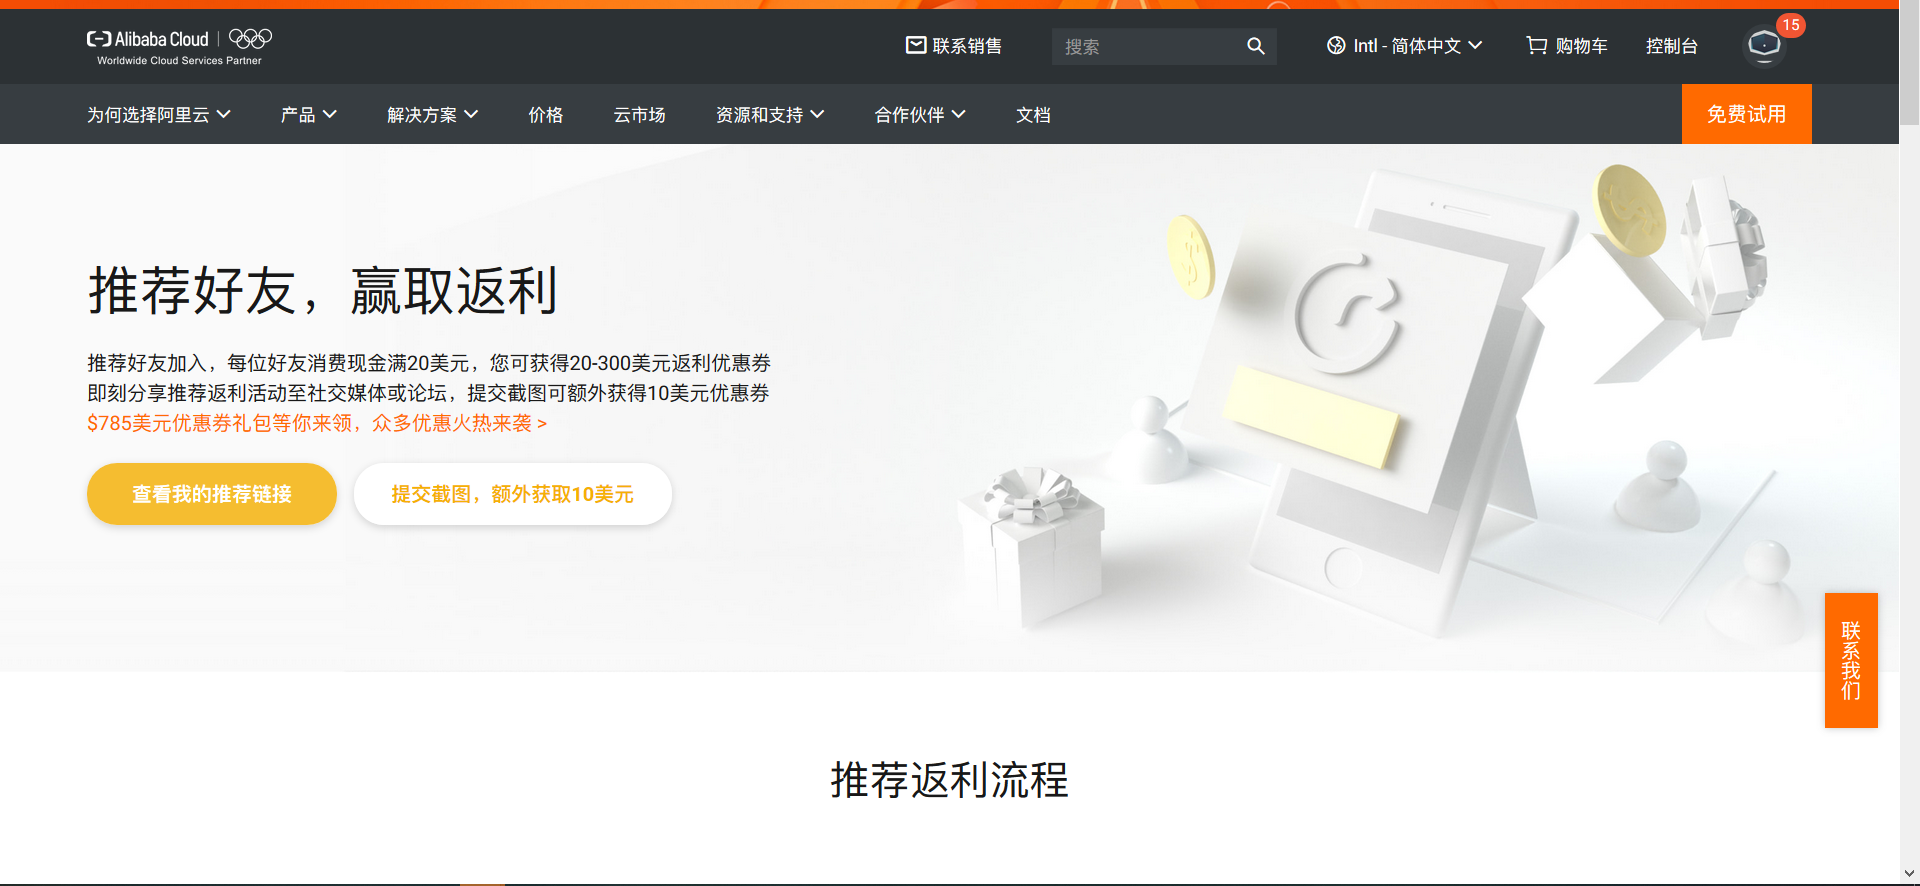 Alibaba Cloud
Worldwide Cloud Services Partner
联系销售
搜索
Intl - 简体中文
购物车
控制台
15
为何选择阿里云
产品
解决方案
价格
云市场
资源和支持
合作伙伴
文档
免费试用
推荐好友，赢取返利
推荐好友加入，每位好友消费现金满20美元，您可获得20-300美元返利优惠券
即刻分享推荐返利活动至社交媒体或论坛，提交截图可额外获得10美元优惠券
$785美元优惠券礼包等你来领，众多优惠火热来袭 >
查看我的推荐链接
提交截图，额外获取10美元
联系我们
推荐返利流程